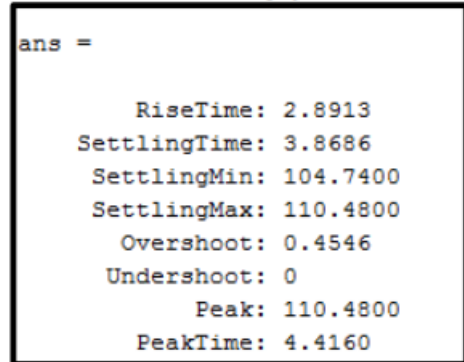 ans =
RiseTime: 2.8913
SettlingTime: 3.8686
SettlingMin: 104.7400
SettlingMax: 110.4800
Overshoot: 0.4546
Undershoot: 0
Peak: 110.4800
PeakTime: 4.4160